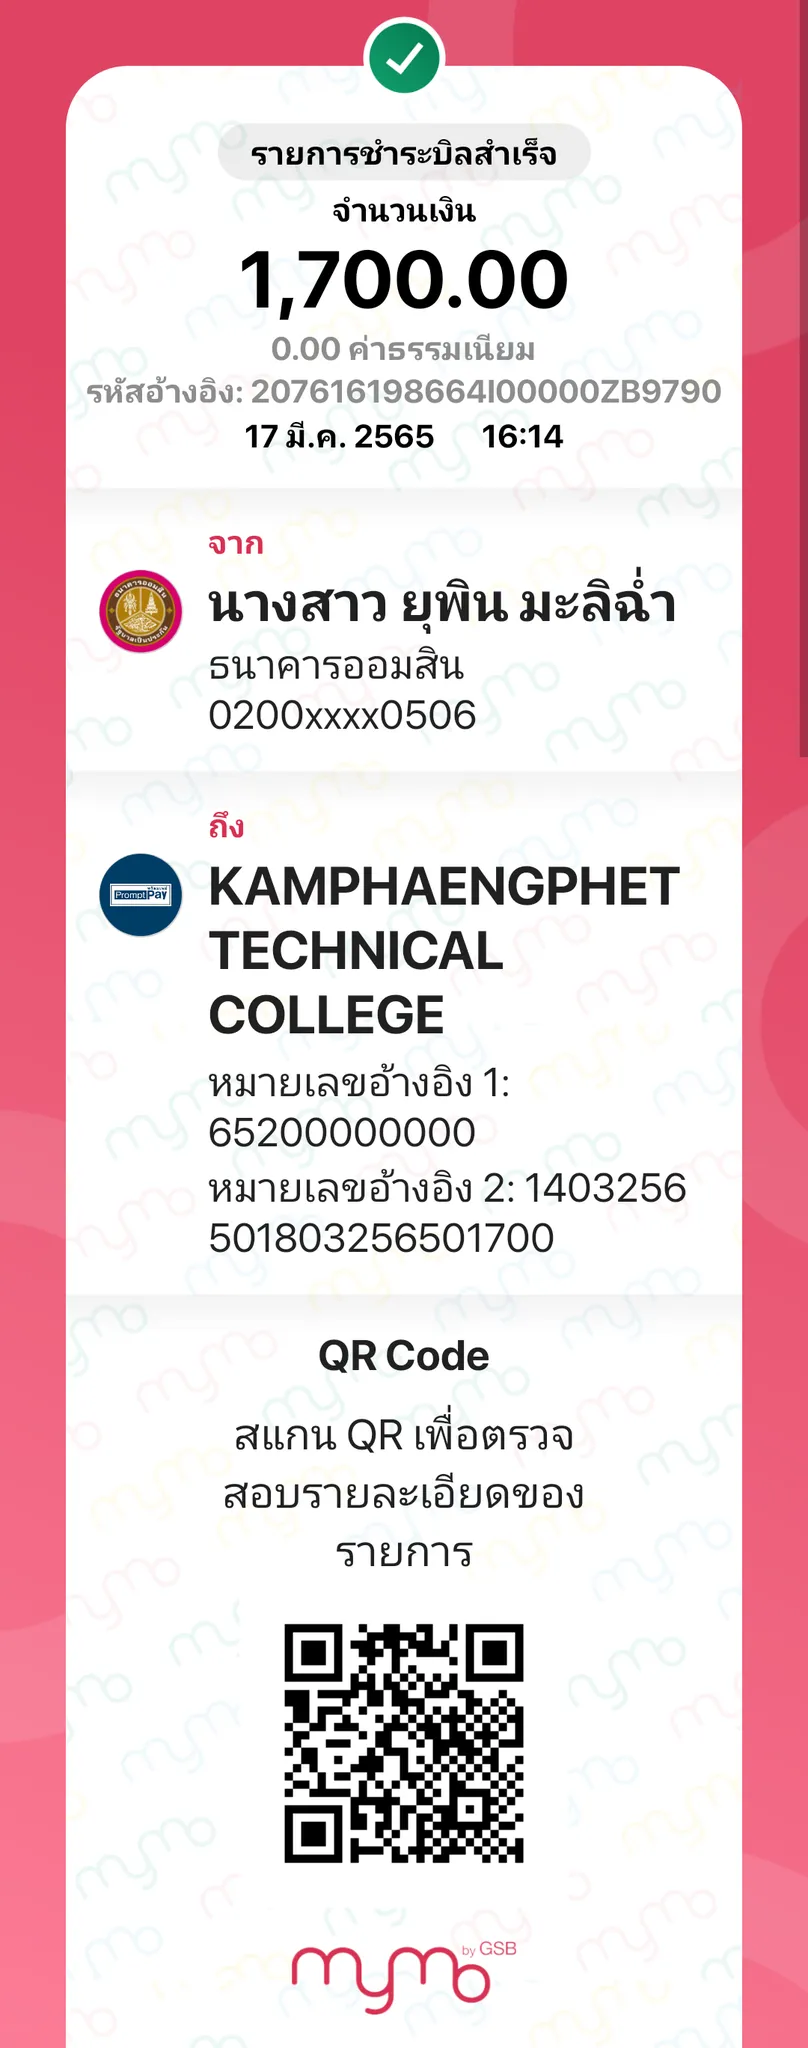 รายการชำระบิลสำเร็จ
จำนวนเงิน
1,700.00
0.00 ค่าธรรมเนียม
รหัสอ้างอิง: 207616198664I00000ZB9790
17 มี.ค. 2565 16:14
จาก
นางสาว ยุพิน มะลิฉ่ำ
ธนาคารออมสิน
0200xxxx0506
ถึง
PromptPay
KAMPHAENGPHET
TECHNICAL
COLLEGE
หมายเลขอ้างอิง 1:
65200000000
หมายเลขอ้างอิง 2: 1403256
501803256501700
QR Code
สแกน QR เพื่อตรวจ
สอบรายละเอียดของ
รายการ
mymo by GSB